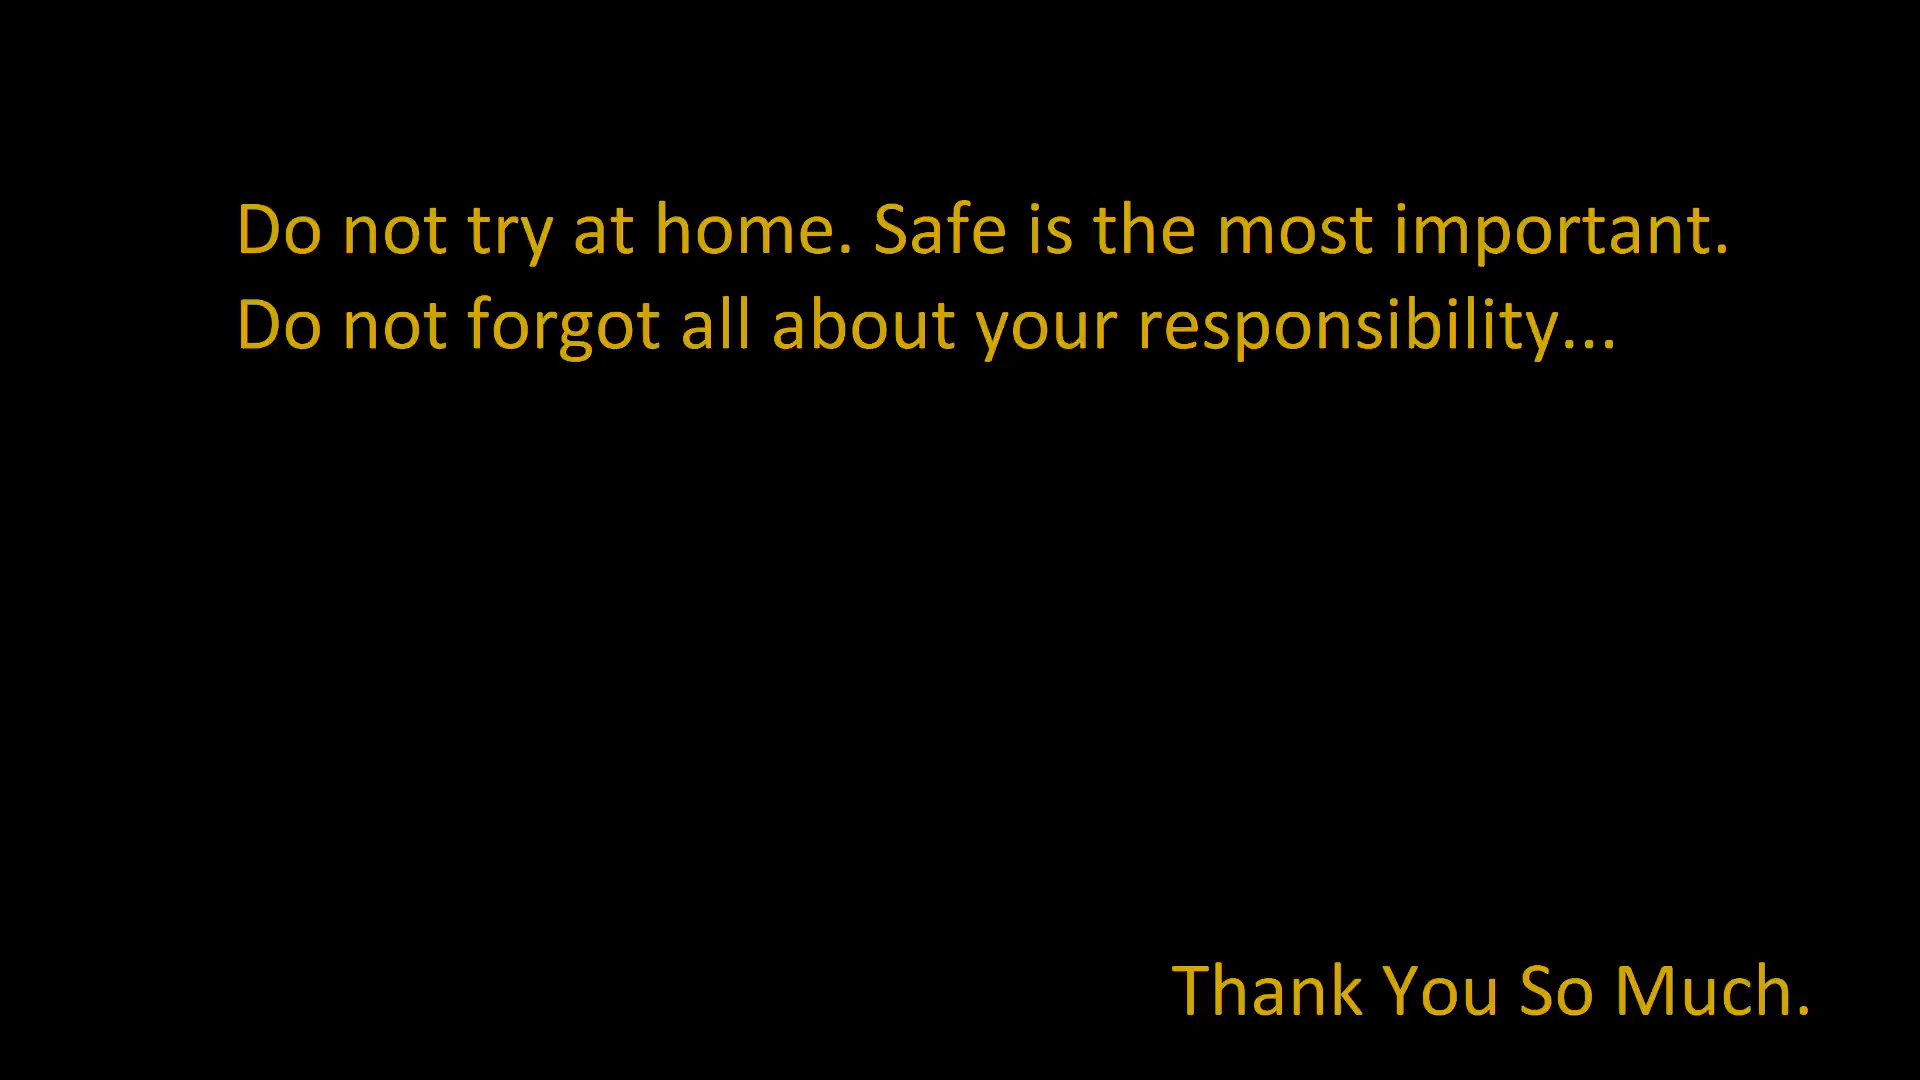 Do not try at home. Safe is the most important.
Do not forgot all about your responsibility...
Thank You So Much.